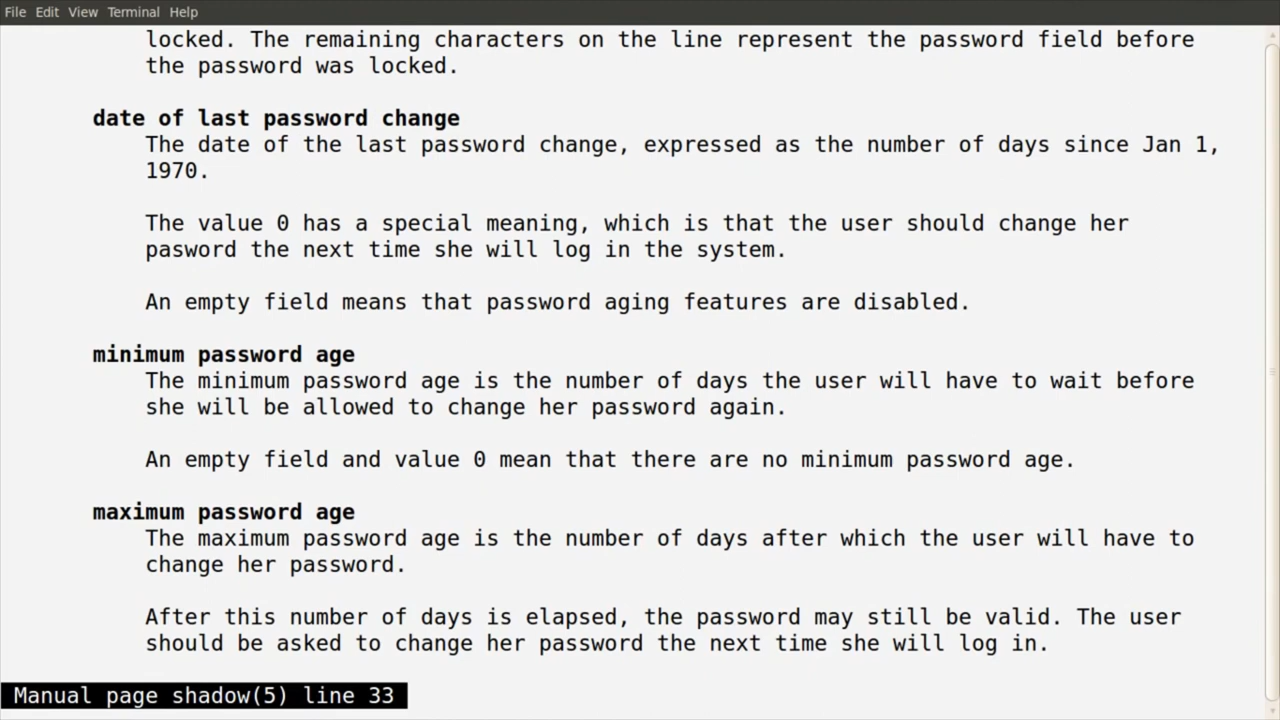 File Edit View Terminal Help
locked. The remaining characters on the line represent the password field before
the password was locked.
date of last password change
The date of the last password change, expressed as the number of days since Jan 1,
1970.
The value 0 has a special meaning, which is that the user should change her
pasword the next time she will log in the system.
An empty field means that password aging features are disabled.
minimum password age
The minimum password age is the number of days the user will have to wait before
she will be allowed to change her password again.
An empty field and value 0 mean that there are no minimum password age.
maximum password age
The maximum password age is the number of days after which the user will have to
change her password.
After this number of days is elapsed, the password may still be valid. The user
should be asked to change her password the next time she will log in.
Manual page shadow(5) line 33